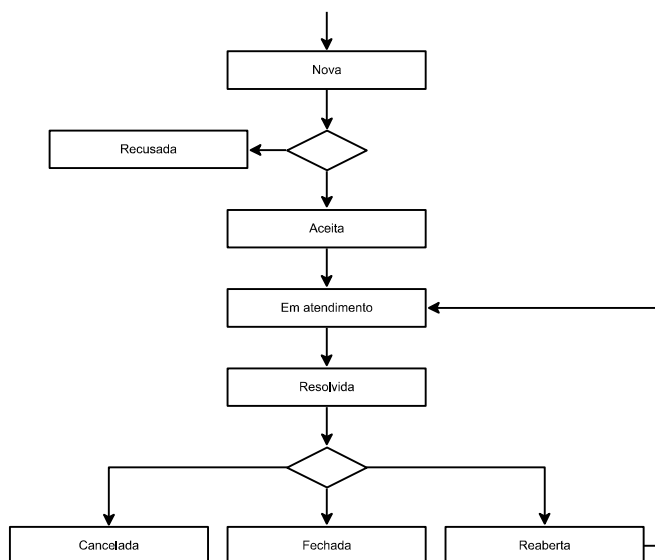 Nova
Recusada
Aceita
Em atendimento
Resolvida
Cancelada
Fechada
Reaberta